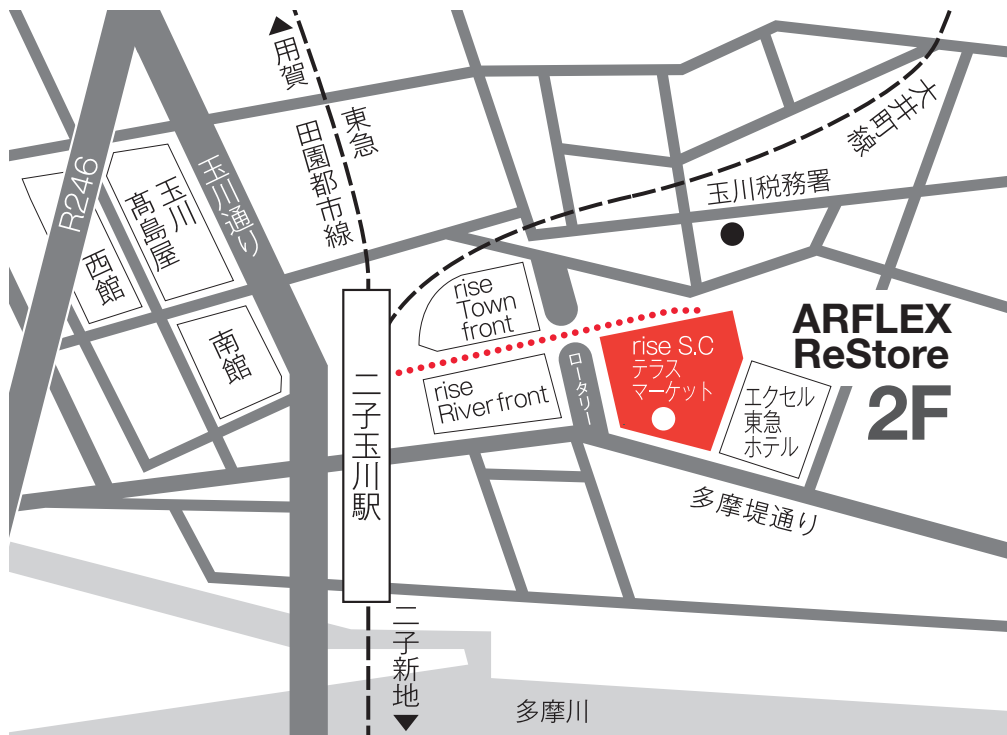 用賀
東急
田園都市線
大井町線
R246
玉川通り
玉川
髙島屋
西館
南館
玉川税務署
rise
Town
front
rise
River front
ロータリー
rise S.C
テラス
マーケット
ARFLEX
ReStore
2F
エクセル
東急
ホテル
二子玉川駅
多摩堤通り
二子新地
多摩川